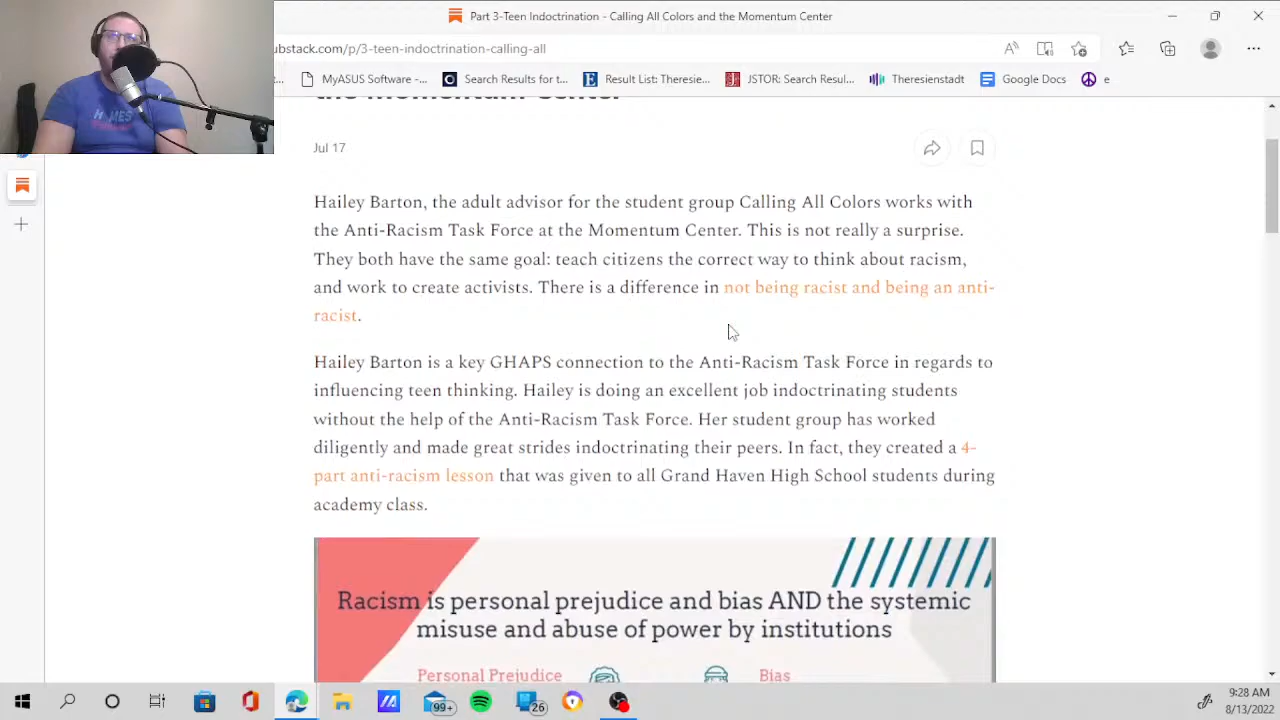 Part 3-Teen Indoctrination - Calling All Colors and the Momentum Center
ubstack.com/p/3-teen-indoctrination-calling-all
MyASUS Software -...
Search Results for t...
Result List: Theresie...
JSTOR: Search Resul...
Theresienstadt
Google Docs
e
the Momentum Center
Jul 17
Hailey Barton, the adult advisor for the student group Calling All Colors works with
the Anti-Racism Task Force at the Momentum Center. This is not really a surprise.
They both have the same goal: teach citizens the correct way to think about racism,
and work to create activists. There is a difference in not being racist and being an anti-
racist.
Hailey Barton is a key GHAPS connection to the Anti-Racism Task Force in regards to
influencing teen thinking. Hailey is doing an excellent job indoctrinating students
without the help of the Anti-Racism Task Force. Her student group has worked
diligently and made great strides indoctrinating their peers. In fact, they created a 4-
part anti-racism lesson that was given to all Grand Haven High School students during
academy class.
Racism is personal prejudice and bias AND the systemic
misuse and abuse of power by institutions
Personal Prejudice
Bias
99+
26
9:28 AM
8/13/2022